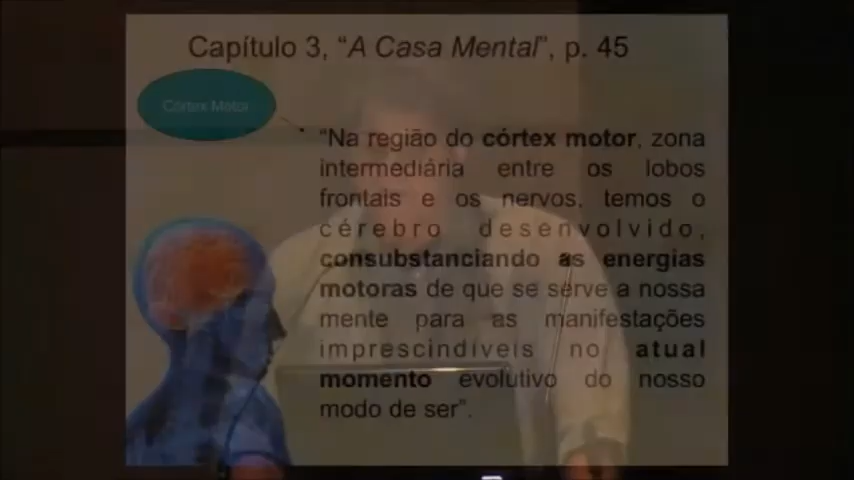 Capítulo 3, “A Casa Mental”, p. 45
Córtex Motor
“Na região do córtex motor, zona
intermediária entre os lobos
frontais e os nervos, temos o
cérebro desenvolvido,
consubstanciando as energias
motoras de que se serve a nossa
mente para as manifestações
imprescindíveis no atual
momento evolutivo do nosso
modo de ser”.